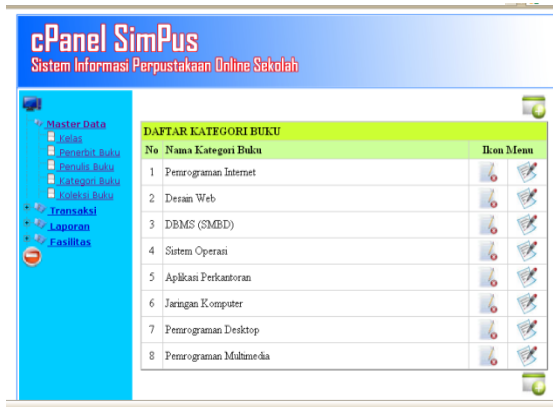 cPanel SimPus
Sistem Informasi Perpustakaan Online Sekolah
Master Data
Kelas
Penerbit Buku
Penulis Buku
Kategori Buku
Koleksi Buku
Transaksi
Laporan
Fasilitas
DAFTAR KATEGORI BUKU
No Nama Kategori Buku Ikon Menu
1 Pemrograman Internet
2 Desain Web
3 DBMS (SMBD)
4 Sistem Operasi
5 Aplikasi Perkantoran
6 Jaringan Komputer
7 Pemrograman Desktop
8 Pemrograman Multimedia